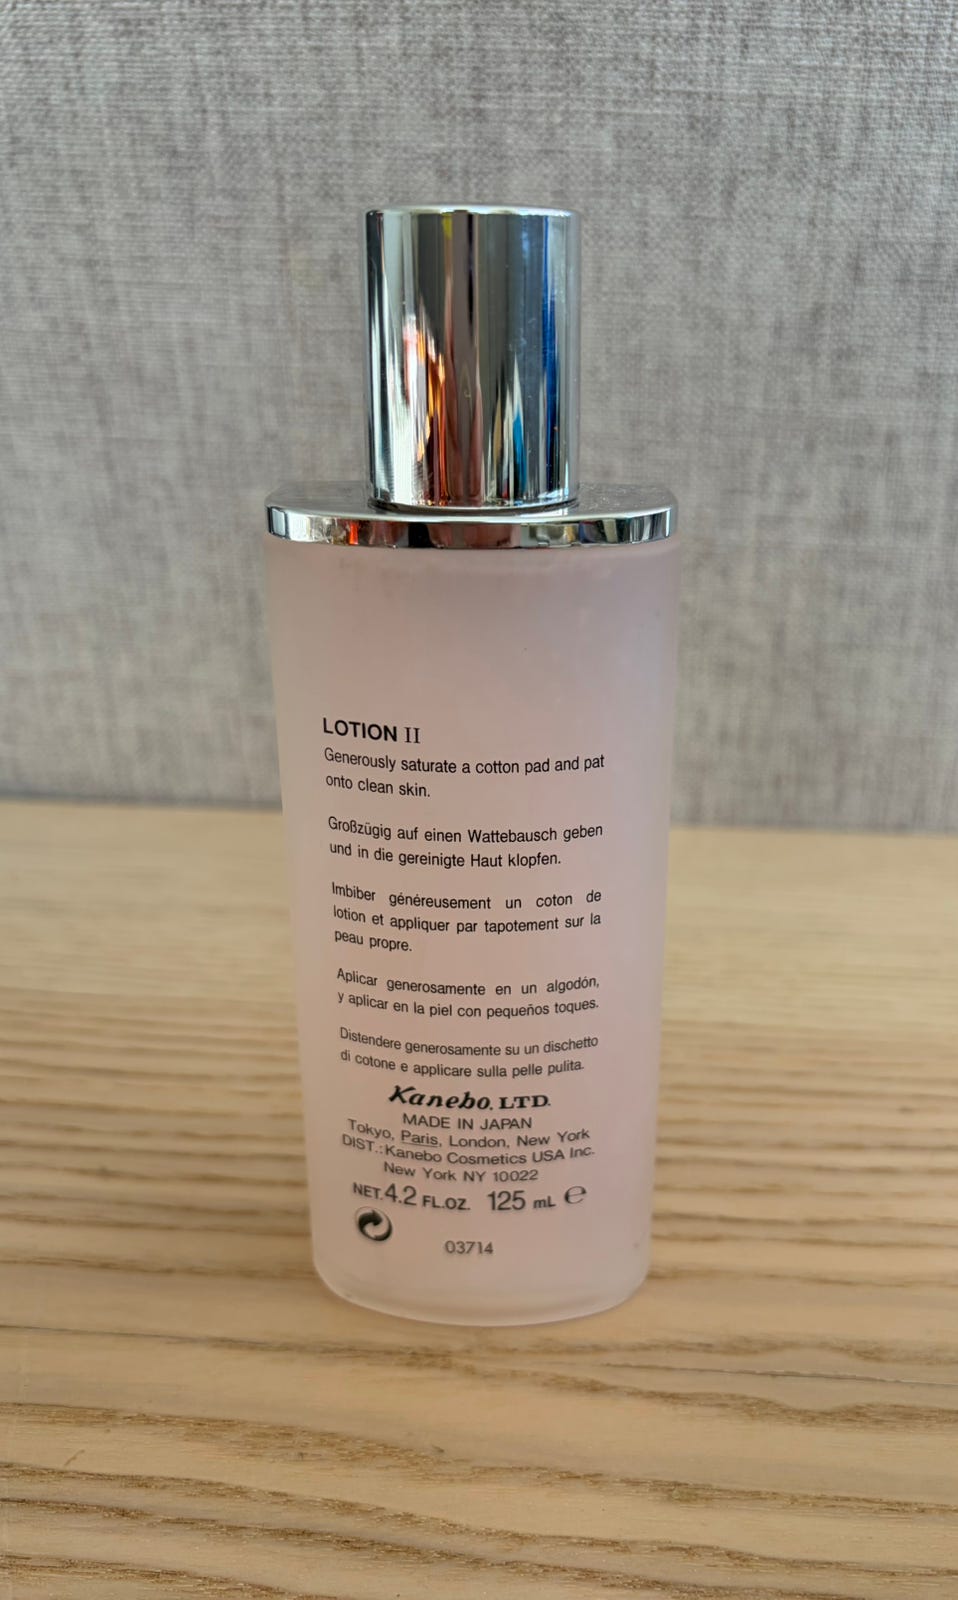 LOTION II
Generously saturate a cotton pad and pat
onto clean skin.
Großzügig auf einen Wattebausch geben
und in die gereinigte Haut klopfen.
Imbiber généreusement un coton de
lotion et appliquer par tapotement sur la
peau propre.
Aplicar generosamente en un algodón,
y aplicar en la piel con pequeños toques.
Distendere generosamente su un dischetto
di cotone e applicare sulla pelle pulita.
Kanebo, LTD.
MADE IN JAPAN
Tokyo, Paris, London, New York
DIST.:Kanebo Cosmetics USA Inc.
New York NY 10022
NET.4.2 FL.OZ. 125 mL ℮
03714